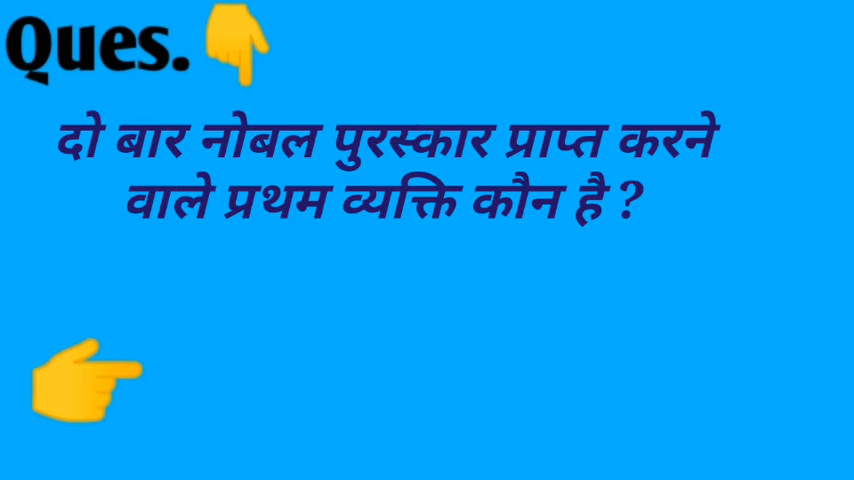 Ques.
दो बार नोबल पुरस्कार प्राप्त करने
वाले प्रथम व्यक्ति कौन है ?